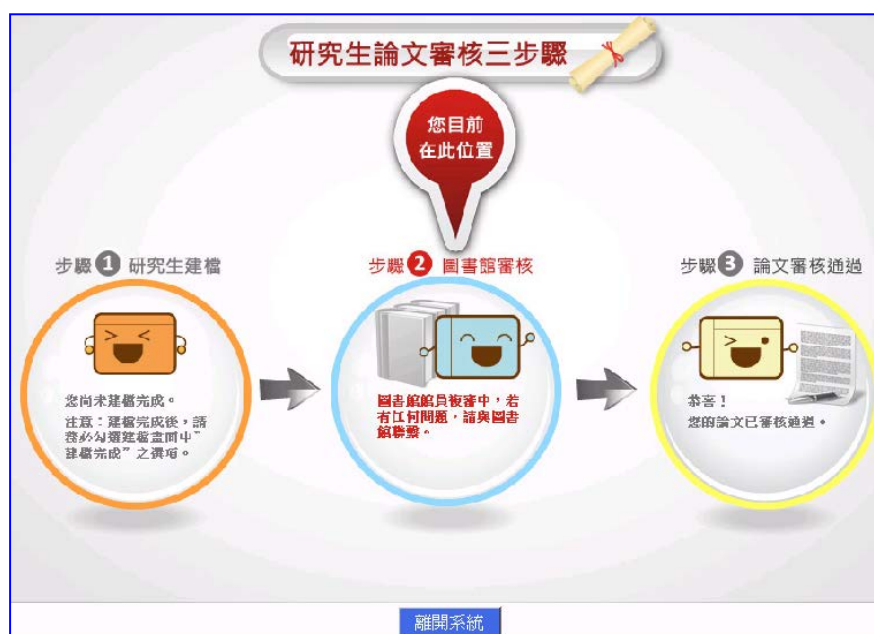 研究生論文審核三步驟
您目前
在此位置
步驟1 研究生建檔
您尚未建檔完成。
注意：建檔完成後，請
務必勾選建檔畫面中”
建檔完成”之選項。
步驟2 圖書館審核
圖書館館員複審中，若
有任何問題，請與圖書
館聯繫。
步驟3 論文審核通過
恭喜！
您的論文已審核通過。
離開系統